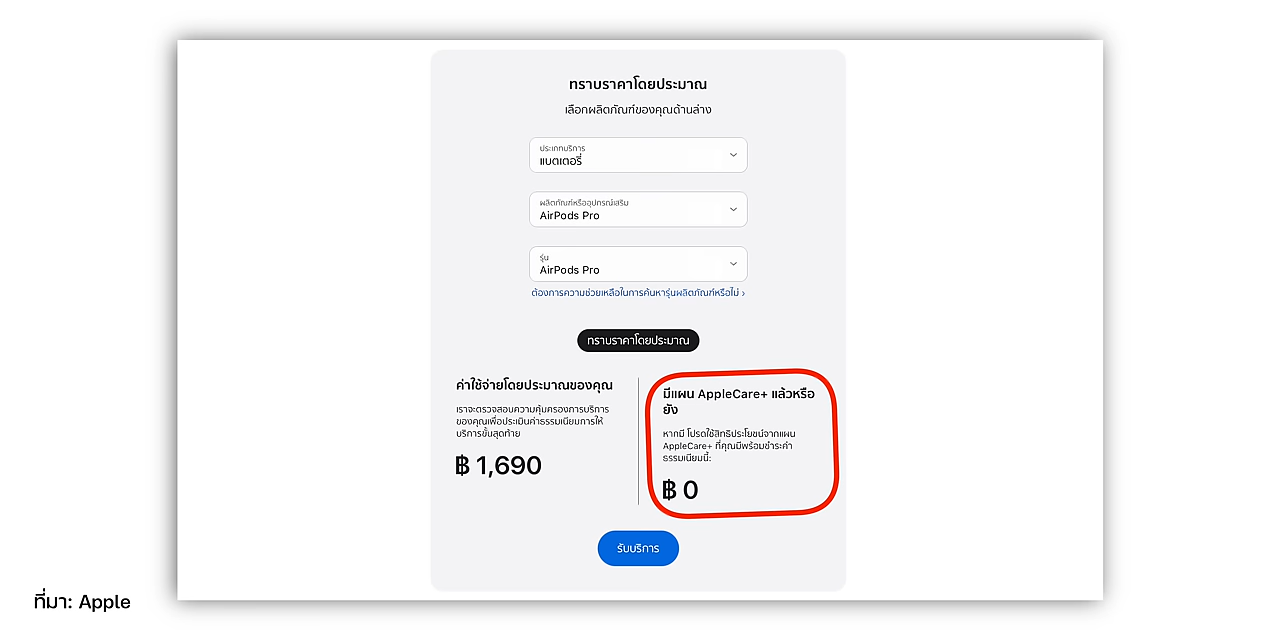 ทราบราคาโดยประมาณ
เลือกผลิตภัณฑ์ของคุณด้านล่าง
ประเภทบริการ
แบตเตอรี่
ผลิตภัณฑ์หรืออุปกรณ์เสริม
AirPods Pro
รุ่น
AirPods Pro
ต้องการความช่วยเหลือในการค้นหารุ่นผลิตภัณฑ์หรือไม่ ›
ทราบราคาโดยประมาณ
ค่าใช้จ่ายโดยประมาณของคุณ
เราจะตรวจสอบความคุ้มครองการบริการ
ของคุณเพื่อประเมินค่าธรรมเนียมการให้
บริการขั้นสุดท้าย
฿ 1,690
มีแผน AppleCare+ แล้วหรือ
ยัง
หากมี โปรดใช้สิทธิประโยชน์จากแผน
AppleCare+ ที่คุณมีพร้อมชำระค่า
ธรรมเนียมนี้:
฿ 0
รับบริการ
ที่มา: Apple